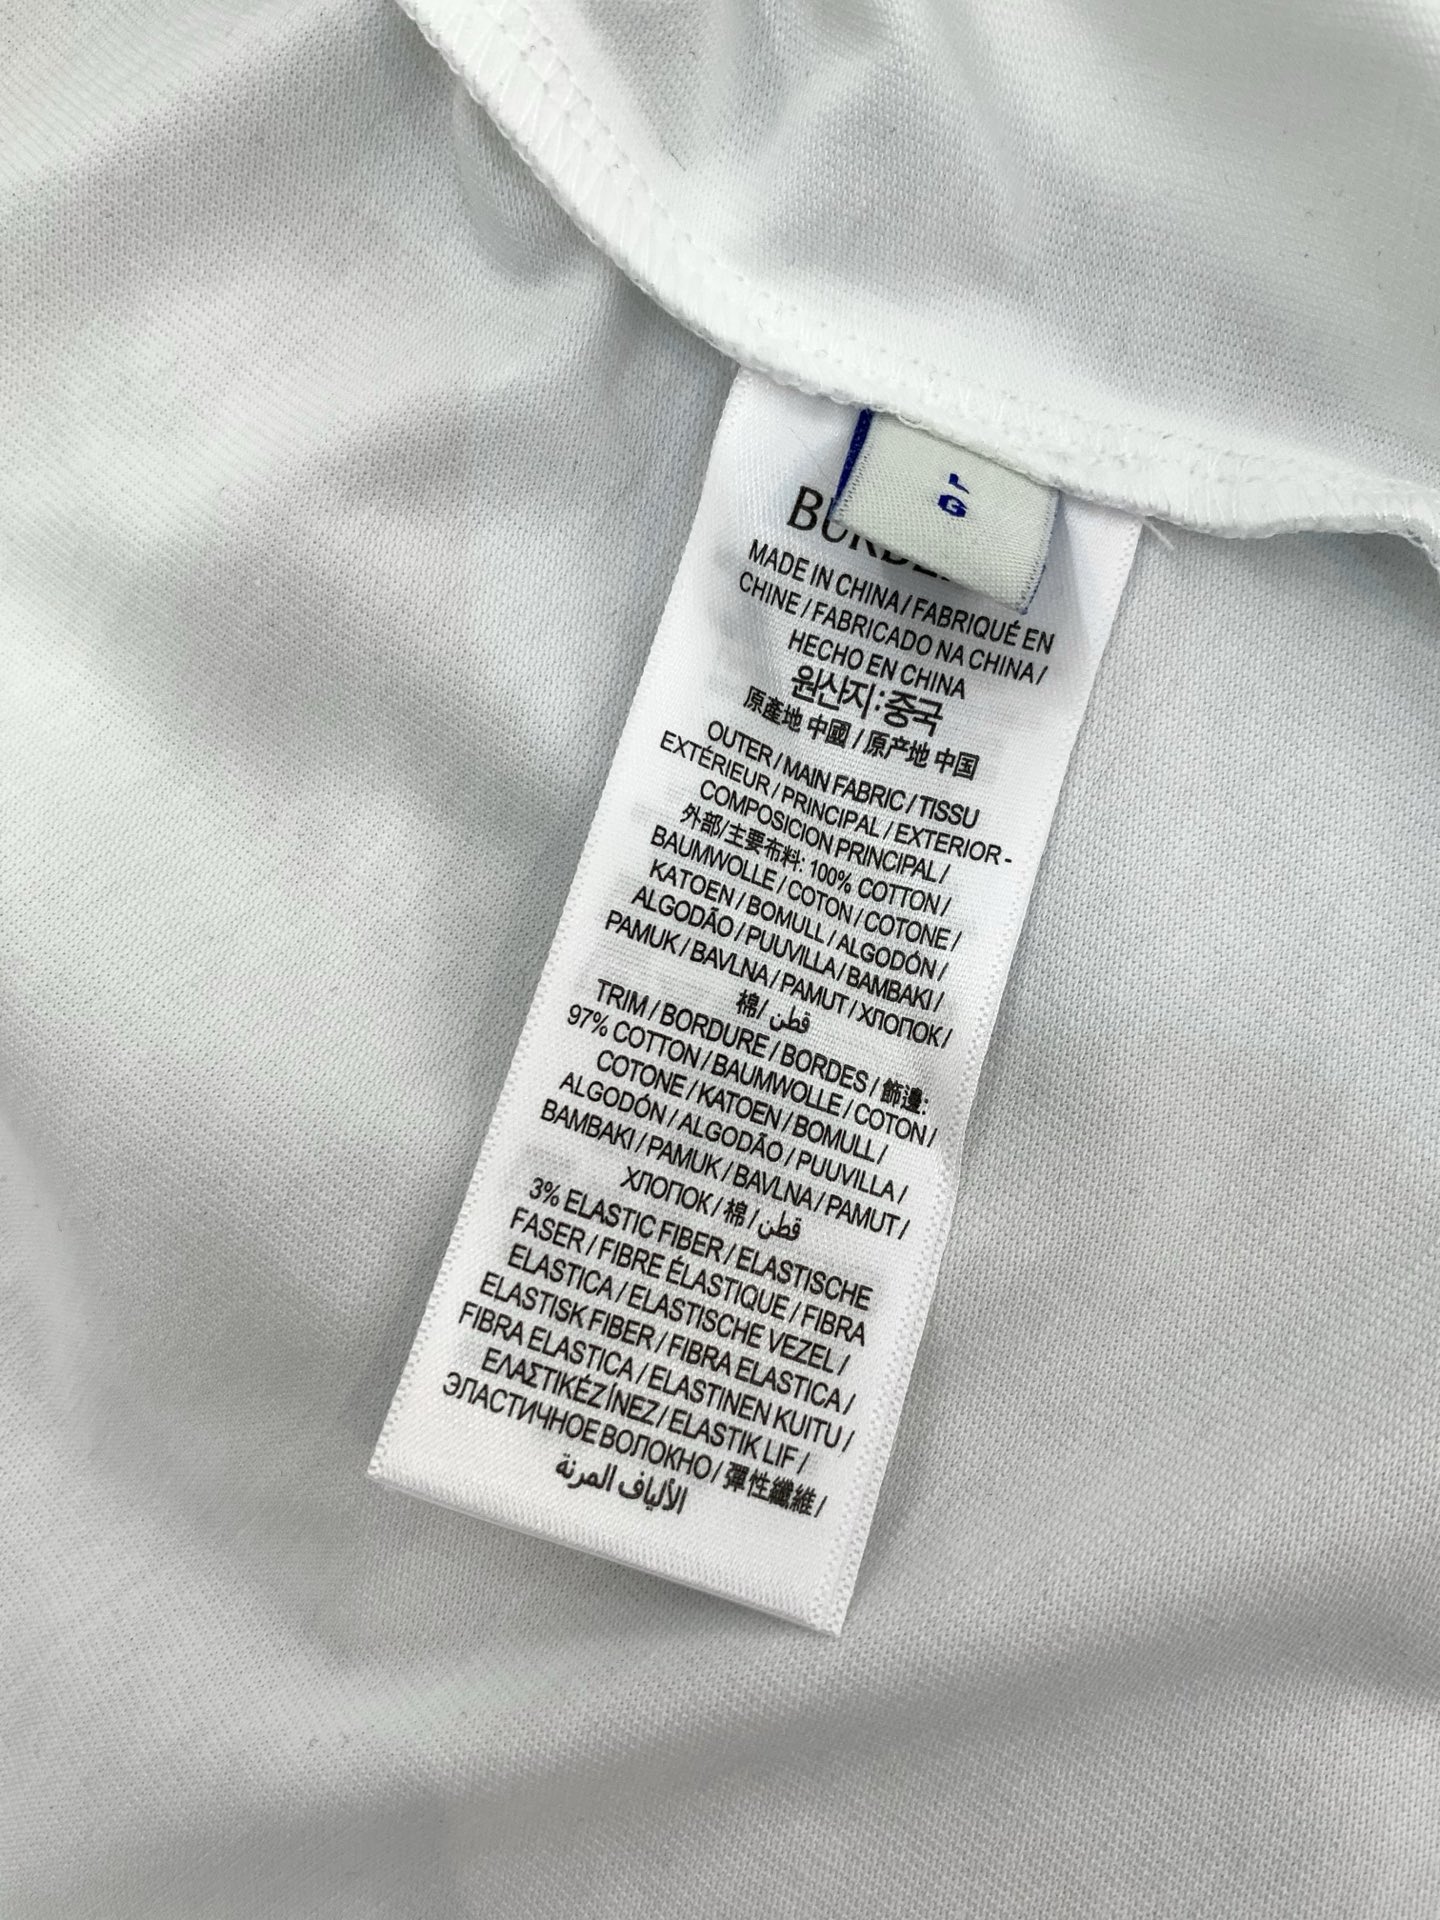 L
G
MADE IN CHINA / FABRIQUÉ EN
CHINE / FABRICADO NA CHINA /
HECHO EN CHINA
원산지:중국
原產地 中國 / 原产地 中国
OUTER / MAIN FABRIC / TISSU
EXTÉRIEUR / PRINCIPAL / EXTERIOR -
COMPOSICION PRINCIPAL /
外部/主要布料: 100% COTTON /
BAUMWOLLE / COTON / COTONE /
KATOEN / BOMULL / ALGODÓN /
ALGODÃO / PUUVILLA / BAMBAKI /
PAMUK / BAVLNA / PAMUT / ХЛОПОК /
棉/ قطن
TRIM / BORDURE / BORDES / 飾邊:
97% COTTON / BAUMWOLLE / COTON /
COTONE / KATOEN / BOMULL /
ALGODÓN / ALGODÃO / PUUVILLA /
BAMBAKI / PAMUK / BAVLNA / PAMUT /
ХЛОПОК / 棉 / قطن
3% ELASTIC FIBER / ELASTISCHE
FASER / FIBRE ÉLASTIQUE / FIBRA
ELASTICA / ELASTISCHE VEZEL /
ELASTISK FIBER / FIBRA ELASTICA /
FIBRA ELASTICA / ELASTINEN KUITU /
ΕΛΑΣΤΙΚÉZÍNEZ / ELASTIK LIF /
ЭЛАСТИЧНОЕ ВОЛОКНО / 彈性纖維 /
الألياف المرنة